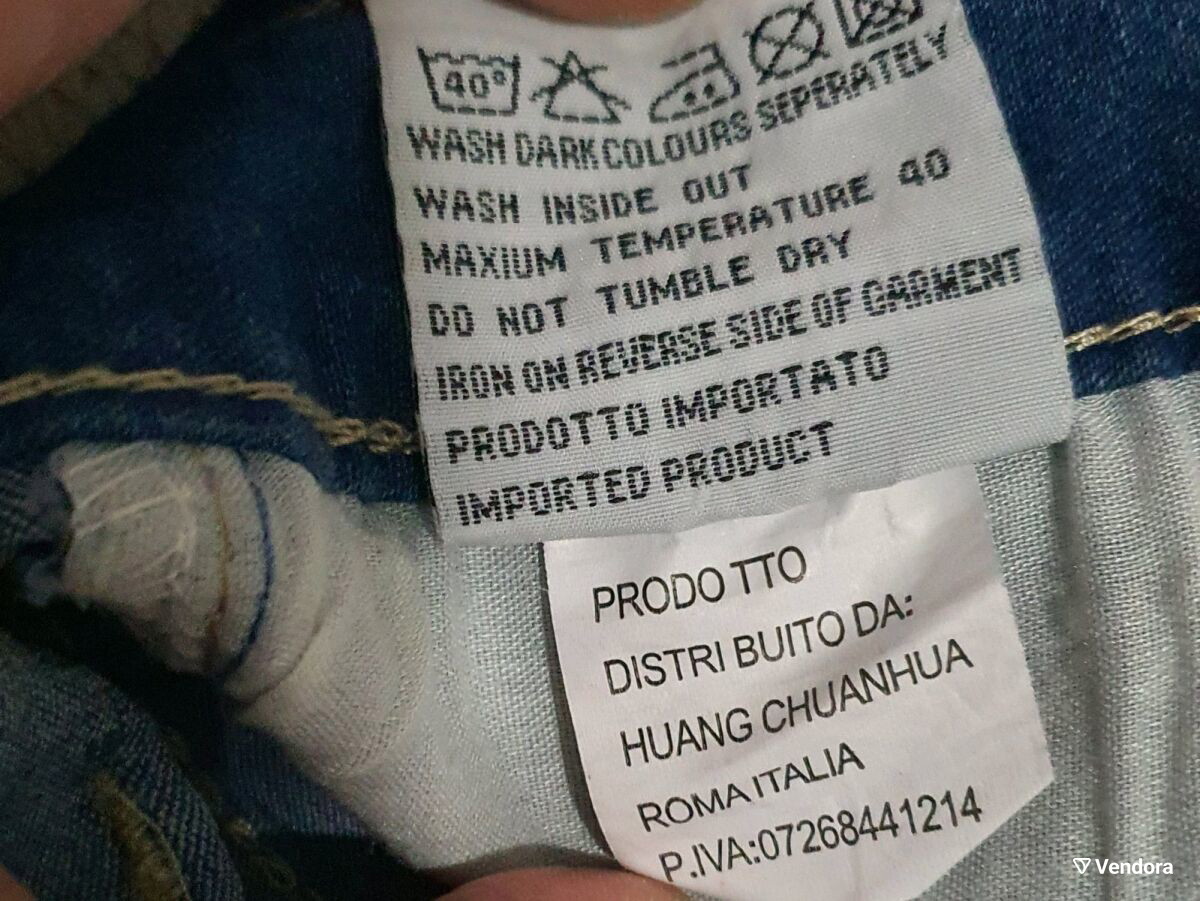 40°
WASH DARK COLOURS SEPERATELY
WASH INSIDE OUT
MAXIUM TEMPERATURE 40
DO NOT TUMBLE DRY
IRON ON REVERSE SIDE OF GARMENT
PRODOTTO IMPORTATO
IMPORTED PRODUCT
PRODO TTO
DISTRI BUITO DA:
HUANG CHUANHUA
ROMA ITALIA
P.IVA:07268441214
Vendora